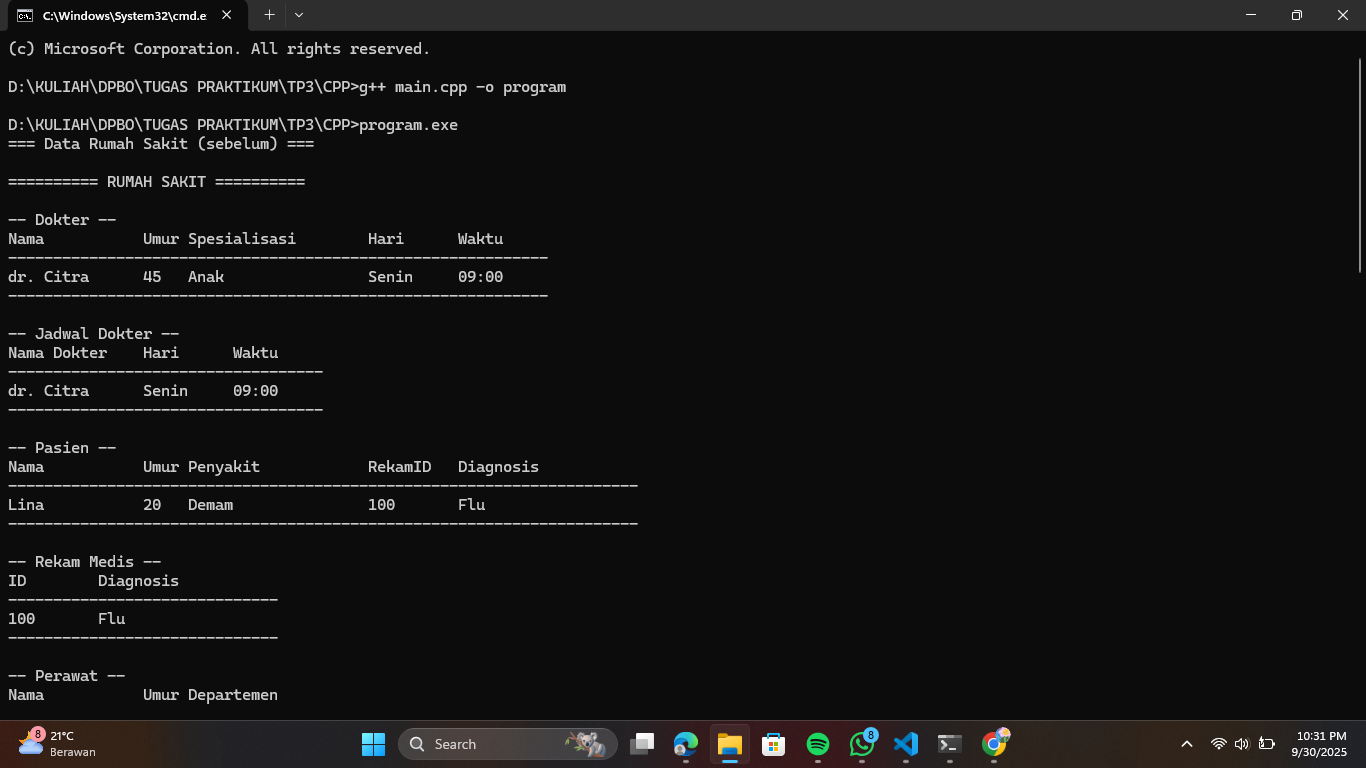 C:\Windows\System32\cmd.e
(c) Microsoft Corporation. All rights reserved.
D:\KULIAH\DPBO\TUGAS PRAKTIKUM\TP3\CPP>g++ main.cpp -o program
D:\KULIAH\DPBO\TUGAS PRAKTIKUM\TP3\CPP>program.exe
=== Data Rumah Sakit (sebelum) ===
========== RUMAH SAKIT ==========
-- Dokter --
Nama           Umur Spesialisasi        Hari      Waktu
------------------------------------------------------------
dr. Citra      45   Anak                Senin     09:00
------------------------------------------------------------
-- Jadwal Dokter --
Nama Dokter    Hari      Waktu
-----------------------------------
dr. Citra      Senin     09:00
-----------------------------------
-- Pasien --
Nama           Umur Penyakit            RekamID   Diagnosis
----------------------------------------------------------------------
Lina           20   Demam               100       Flu
----------------------------------------------------------------------
-- Rekam Medis --
ID        Diagnosis
------------------------------
100       Flu
------------------------------
-- Perawat --
Nama           Umur Departemen
8
21°C
Berawan
Search
8
10:31 PM
9/30/2025